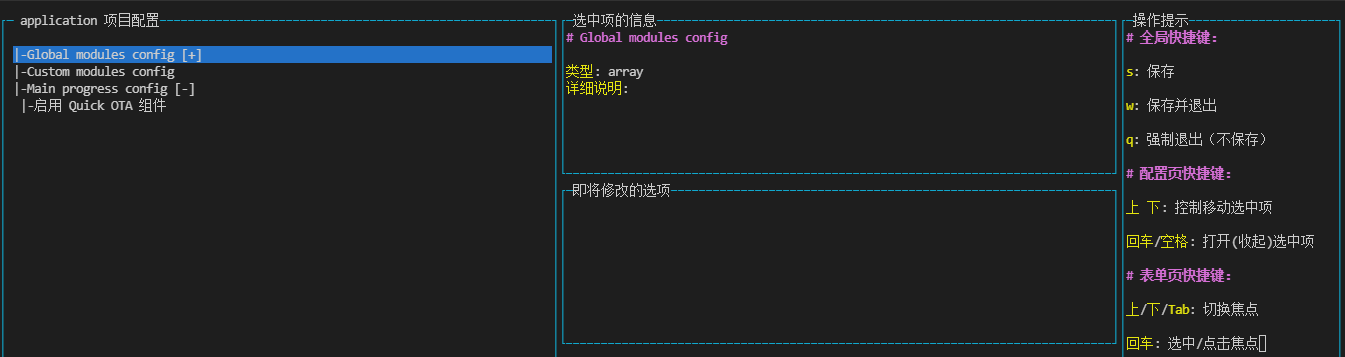 application 项目配置
|-Global modules config [+]
|-Custom modules config
|-Main progress config [-]
|-启用 Quick OTA 组件
选中项的信息
# Global modules config
类型: array
详细说明:
即将修改的选项
操作提示
# 全局快捷键:
s: 保存
w: 保存并退出
q: 强制退出（不保存）
# 配置页快捷键:
上 下: 控制移动选中项
回车/空格: 打开(收起)选中项
# 表单页快捷键:
上/下/Tab: 切换焦点
回车: 选中/点击焦点